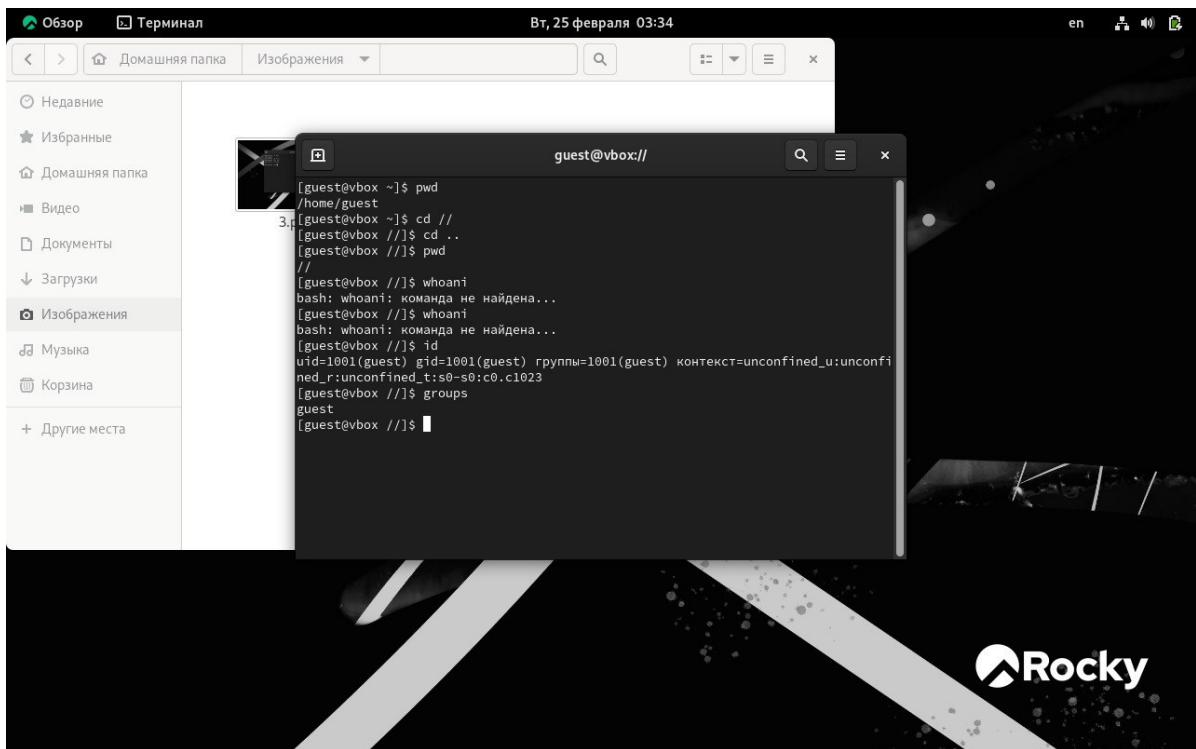 Обзор
Терминал
Вт, 25 февраля 03:34
en
Домашняя папка
Изображения
Недавние
Избранные
Домашняя папка
Видео
Документы
Загрузки
Изображения
Музыка
Корзина
+ Другие места
3.p
guest@vbox://
[guest@vbox ~]$ pwd
/home/guest
[guest@vbox ~]$ cd //
[guest@vbox //]$ cd ..
[guest@vbox //]$ pwd
//
[guest@vbox //]$ whoani
bash: whoani: команда не найдена...
[guest@vbox //]$ whoani
bash: whoani: команда не найдена...
[guest@vbox //]$ id
uid=1001(guest) gid=1001(guest) группы=1001(guest) контекст=unconfined_u:unconfi
ned_r:unconfined_t:s0-s0:c0.c1023
[guest@vbox //]$ groups
guest
[guest@vbox //]$
Rocky